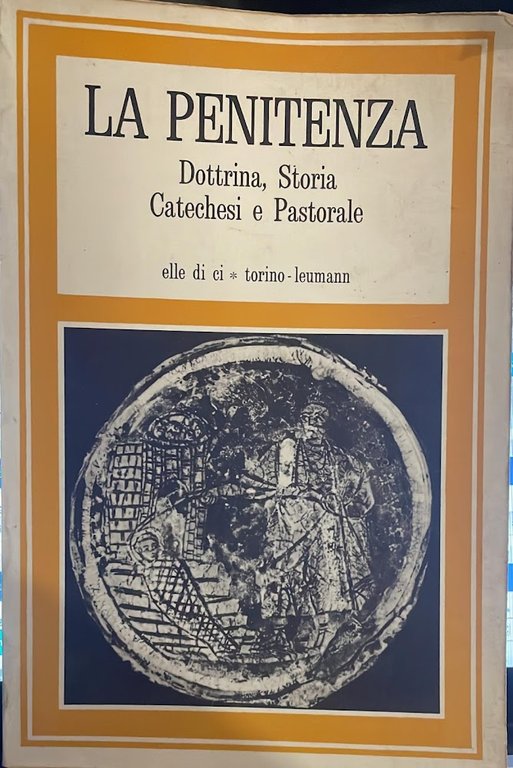 LA PENITENZA
Dottrina, Storia
Catechesi e Pastorale
elle di ci * torino-leumann